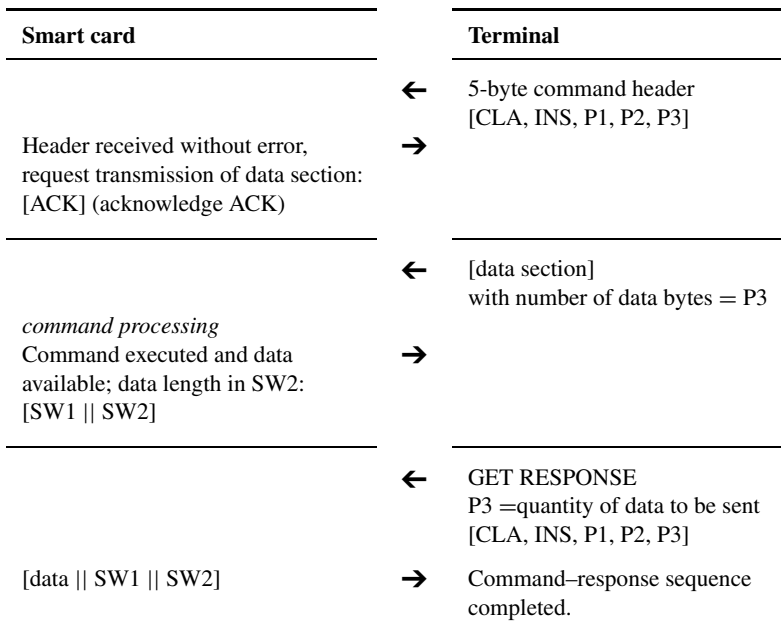 Smart card Terminal
← 5-byte command header
[CLA, INS, P1, P2, P3]
Header received without error, →
request transmission of data section:
[ACK] (acknowledge ACK)
← [data section]
with number of data bytes = P3
command processing
Command executed and data →
available; data length in SW2:
[SW1 || SW2]
← GET RESPONSE
P3 =quantity of data to be sent
[CLA, INS, P1, P2, P3]
[data || SW1 || SW2] → Command–response sequence
completed.